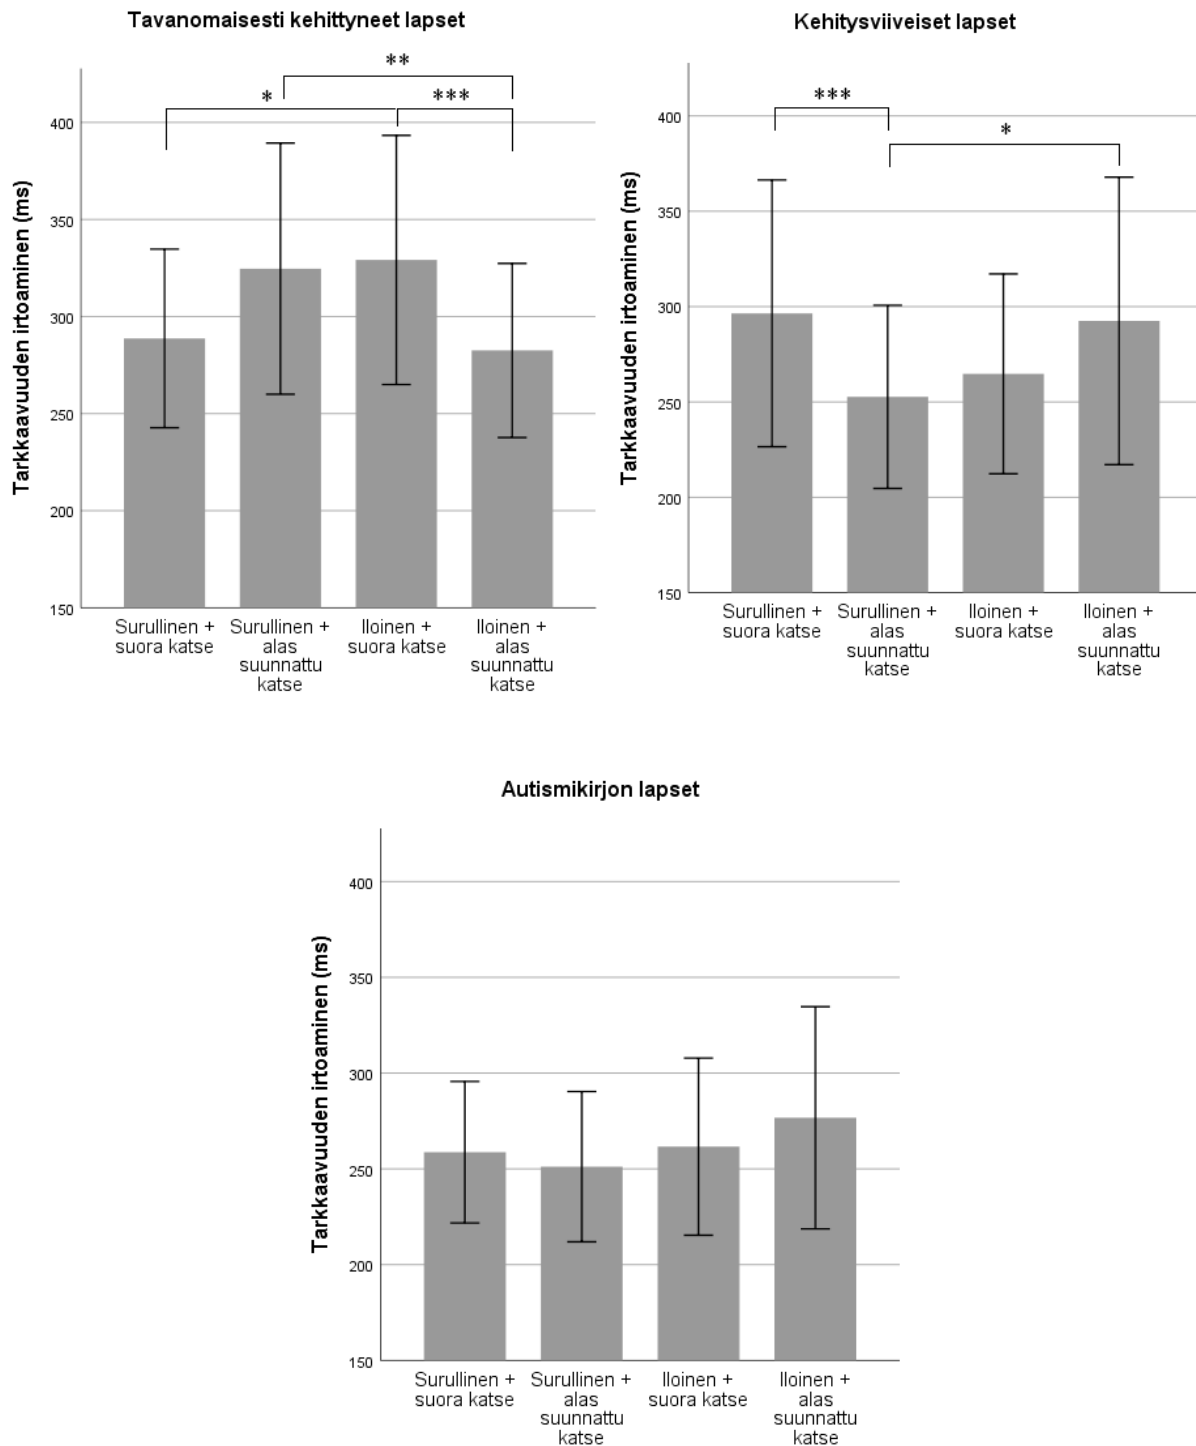 Tavanomaisesti kehittyneet lapset
**
*
***
Tarkkaavuuden irtoaminen (ms)
400
350
300
250
200
150
Surullinen +
suora katse
Surullinen +
alas
suunnattu
katse
Iloinen +
suora katse
Iloinen +
alas
suunnattu
katse
Kehitysviiveiset lapset
***
*
Tarkkaavuuden irtoaminen (ms)
400
350
300
250
200
150
Surullinen +
suora katse
Surullinen +
alas
suunnattu
katse
Iloinen +
suora katse
Iloinen +
alas
suunnattu
katse
Autismikirjon lapset
Tarkkaavuuden irtoaminen (ms)
400
350
300
250
200
150
Surullinen +
suora katse
Surullinen +
alas
suunnattu
katse
Iloinen +
suora katse
Iloinen +
alas
suunnattu
katse